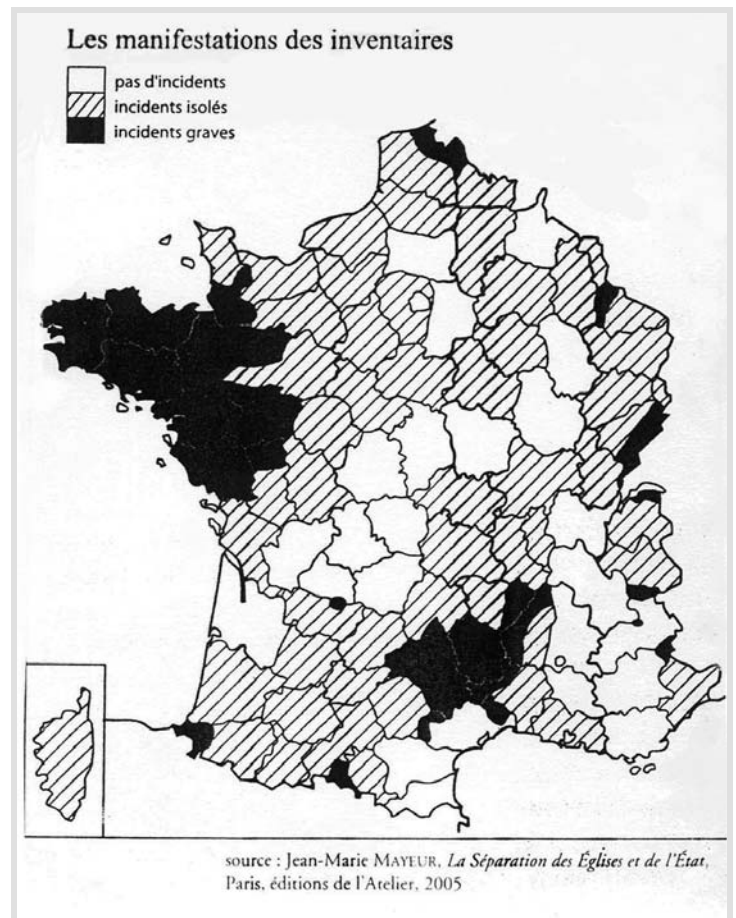 Les manifestations des inventaires
pas d'incidents
incidents isolés
incidents graves
source : Jean-Marie MAYEUR, La Séparation des Églises et de l'État,
Paris, éditions de l'Atelier, 2005